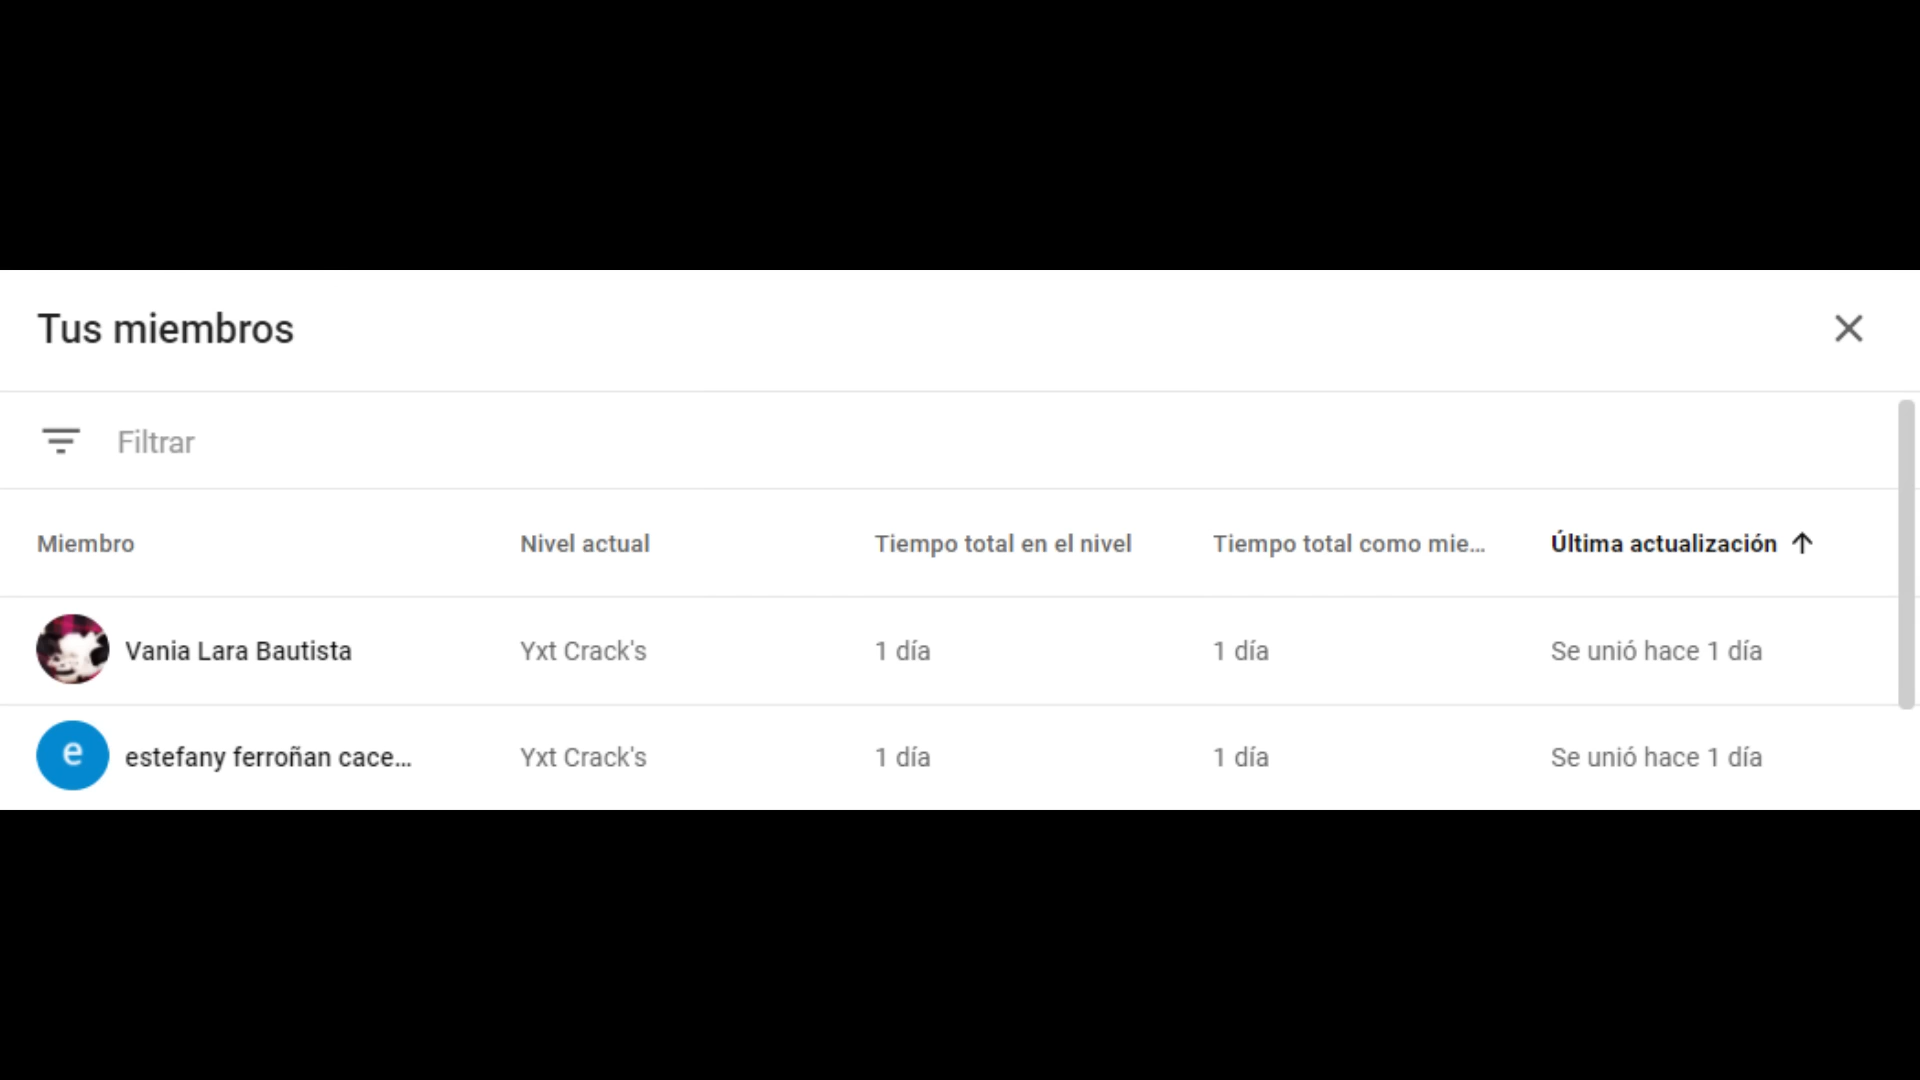 Tus miembros
Filtrar
Miembro Nivel actual Tiempo total en el nivel Tiempo total como mie... Última actualización
Vania Lara Bautista Yxt Crack's 1 día 1 día Se unió hace 1 día
e estefany ferroñan cace... Yxt Crack's 1 día 1 día Se unió hace 1 día